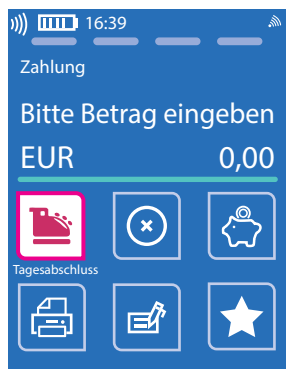 16:39
Zahlung
Bitte Betrag eingeben
EUR 0,00
Tagesabschluss